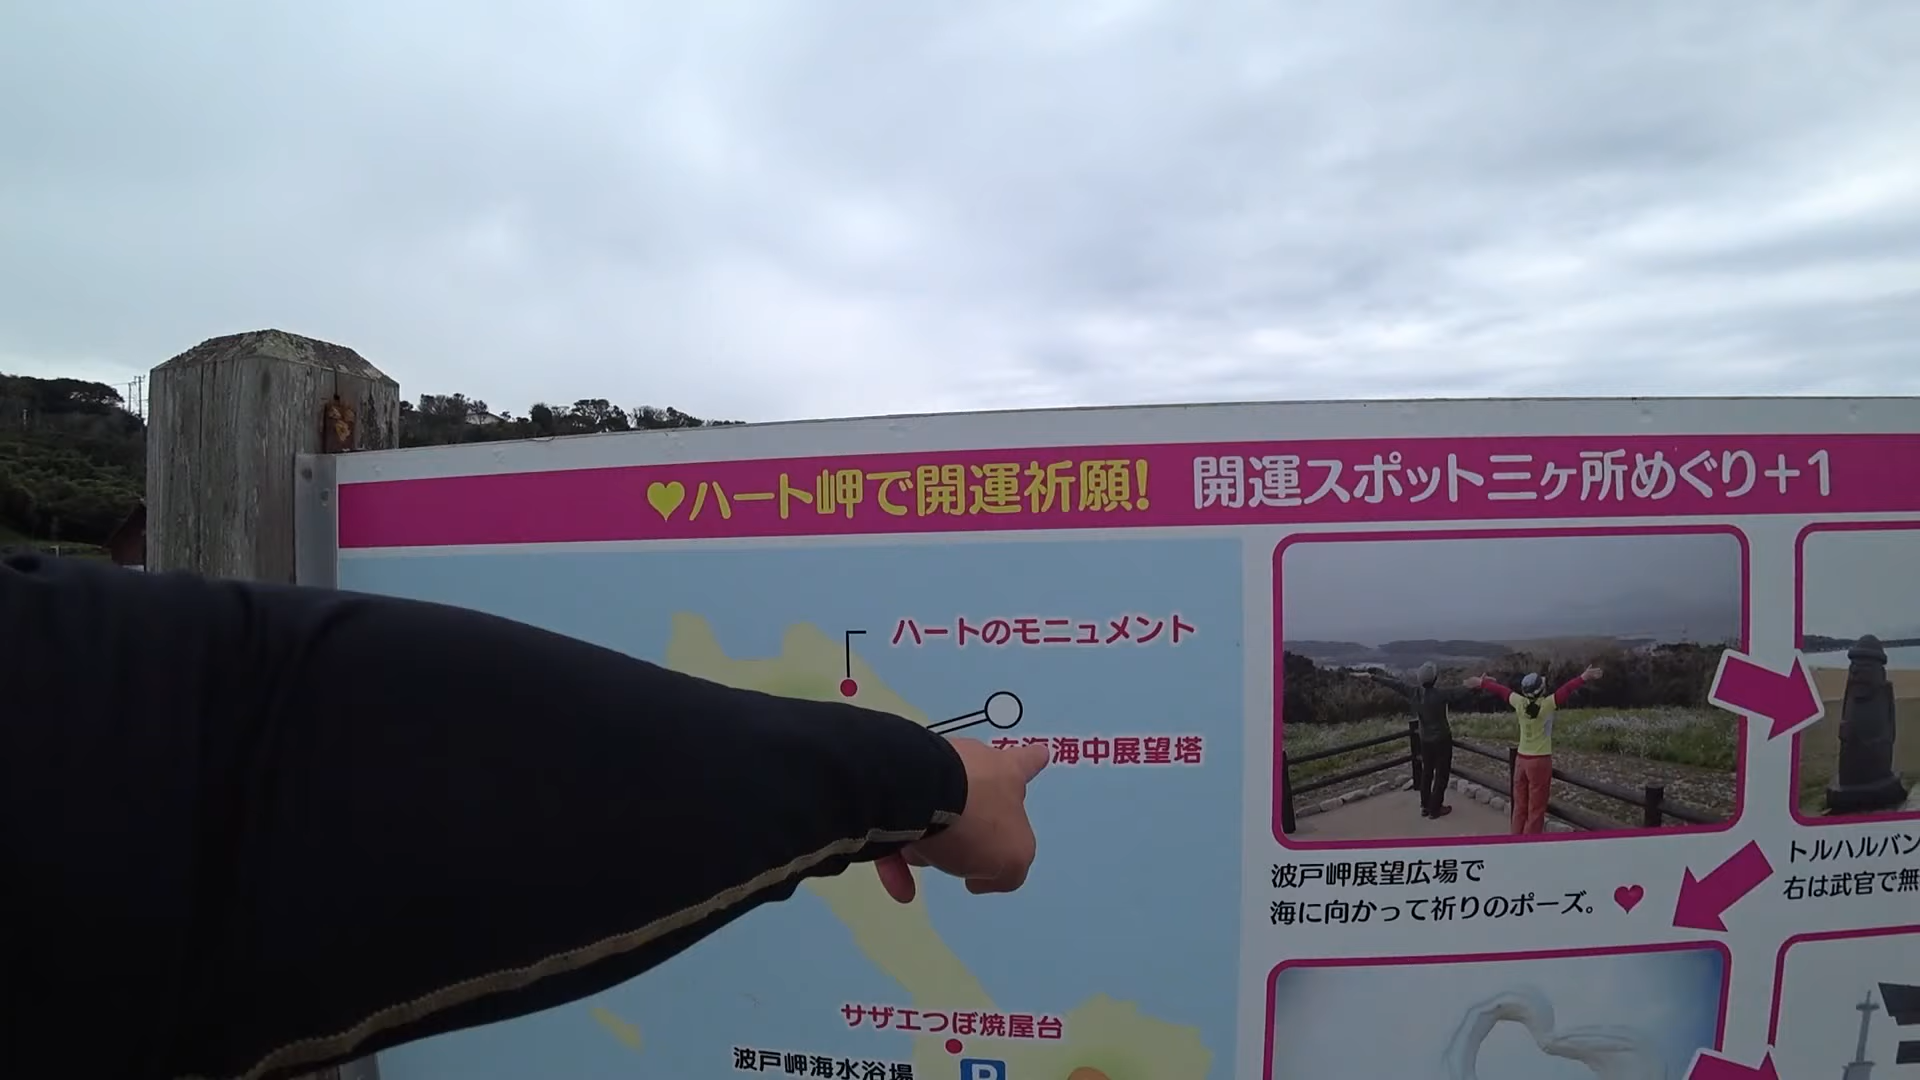 ♥ハート岬で開運祈願! 開運スポット三ヶ所めぐり+1
ハートのモニュメント
玄海海中展望塔
サザエつぼ焼屋台
波戸岬海水浴場
P
波戸岬展望広場で
海に向かって祈りのポーズ。♥
トルハルバン
右は武官で無